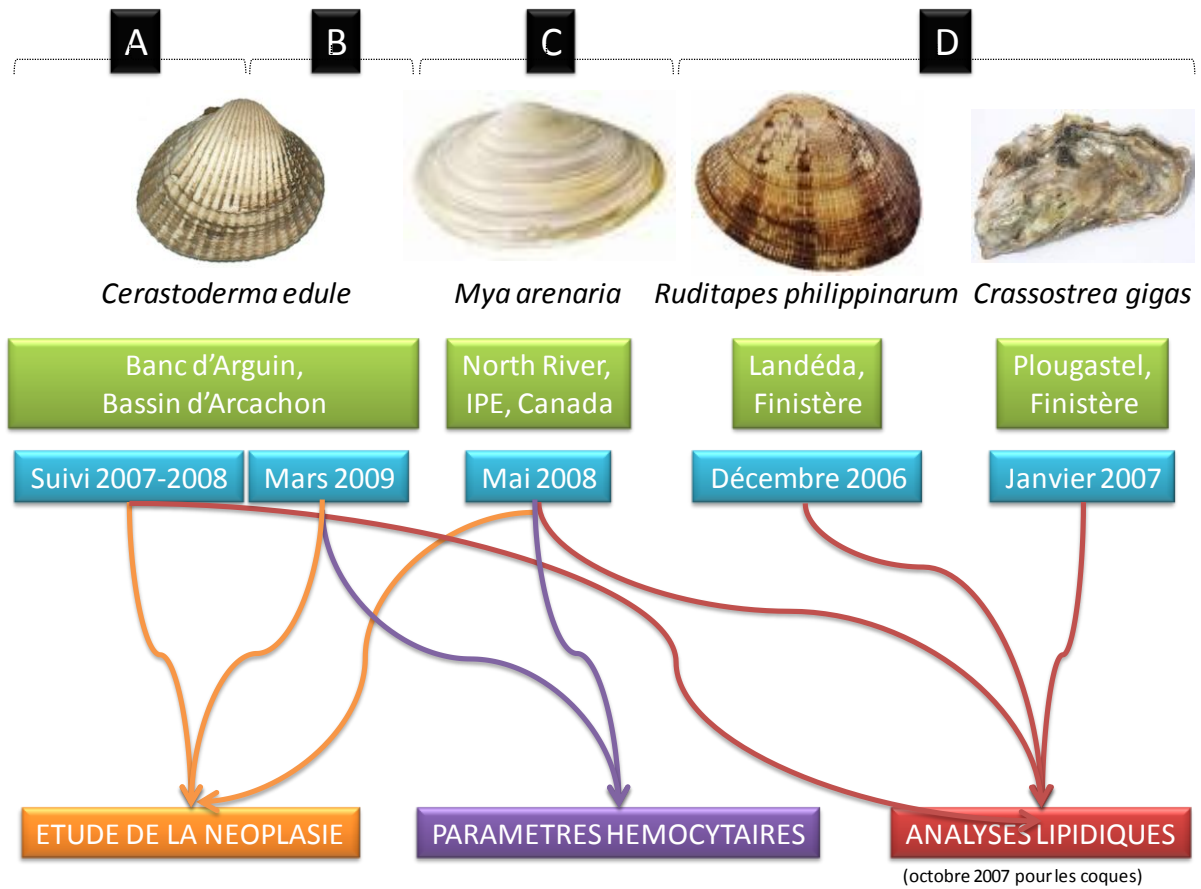 A
B
C
D
Cerastoderma edule
Mya arenaria
Ruditapes philippinarum
Crassostrea gigas
Banc d'Arguin,
Bassin d'Arcachon
North River,
IPE, Canada
Landéda,
Finistère
Plougastel,
Finistère
Suivi 2007-2008
Mars 2009
Mai 2008
Décembre 2006
Janvier 2007
ETUDE DE LA NEOPLASIE
PARAMETRES HEMOCYTAIRES
ANALYSES LIPIDIQUES
(octobre 2007 pour les coques)